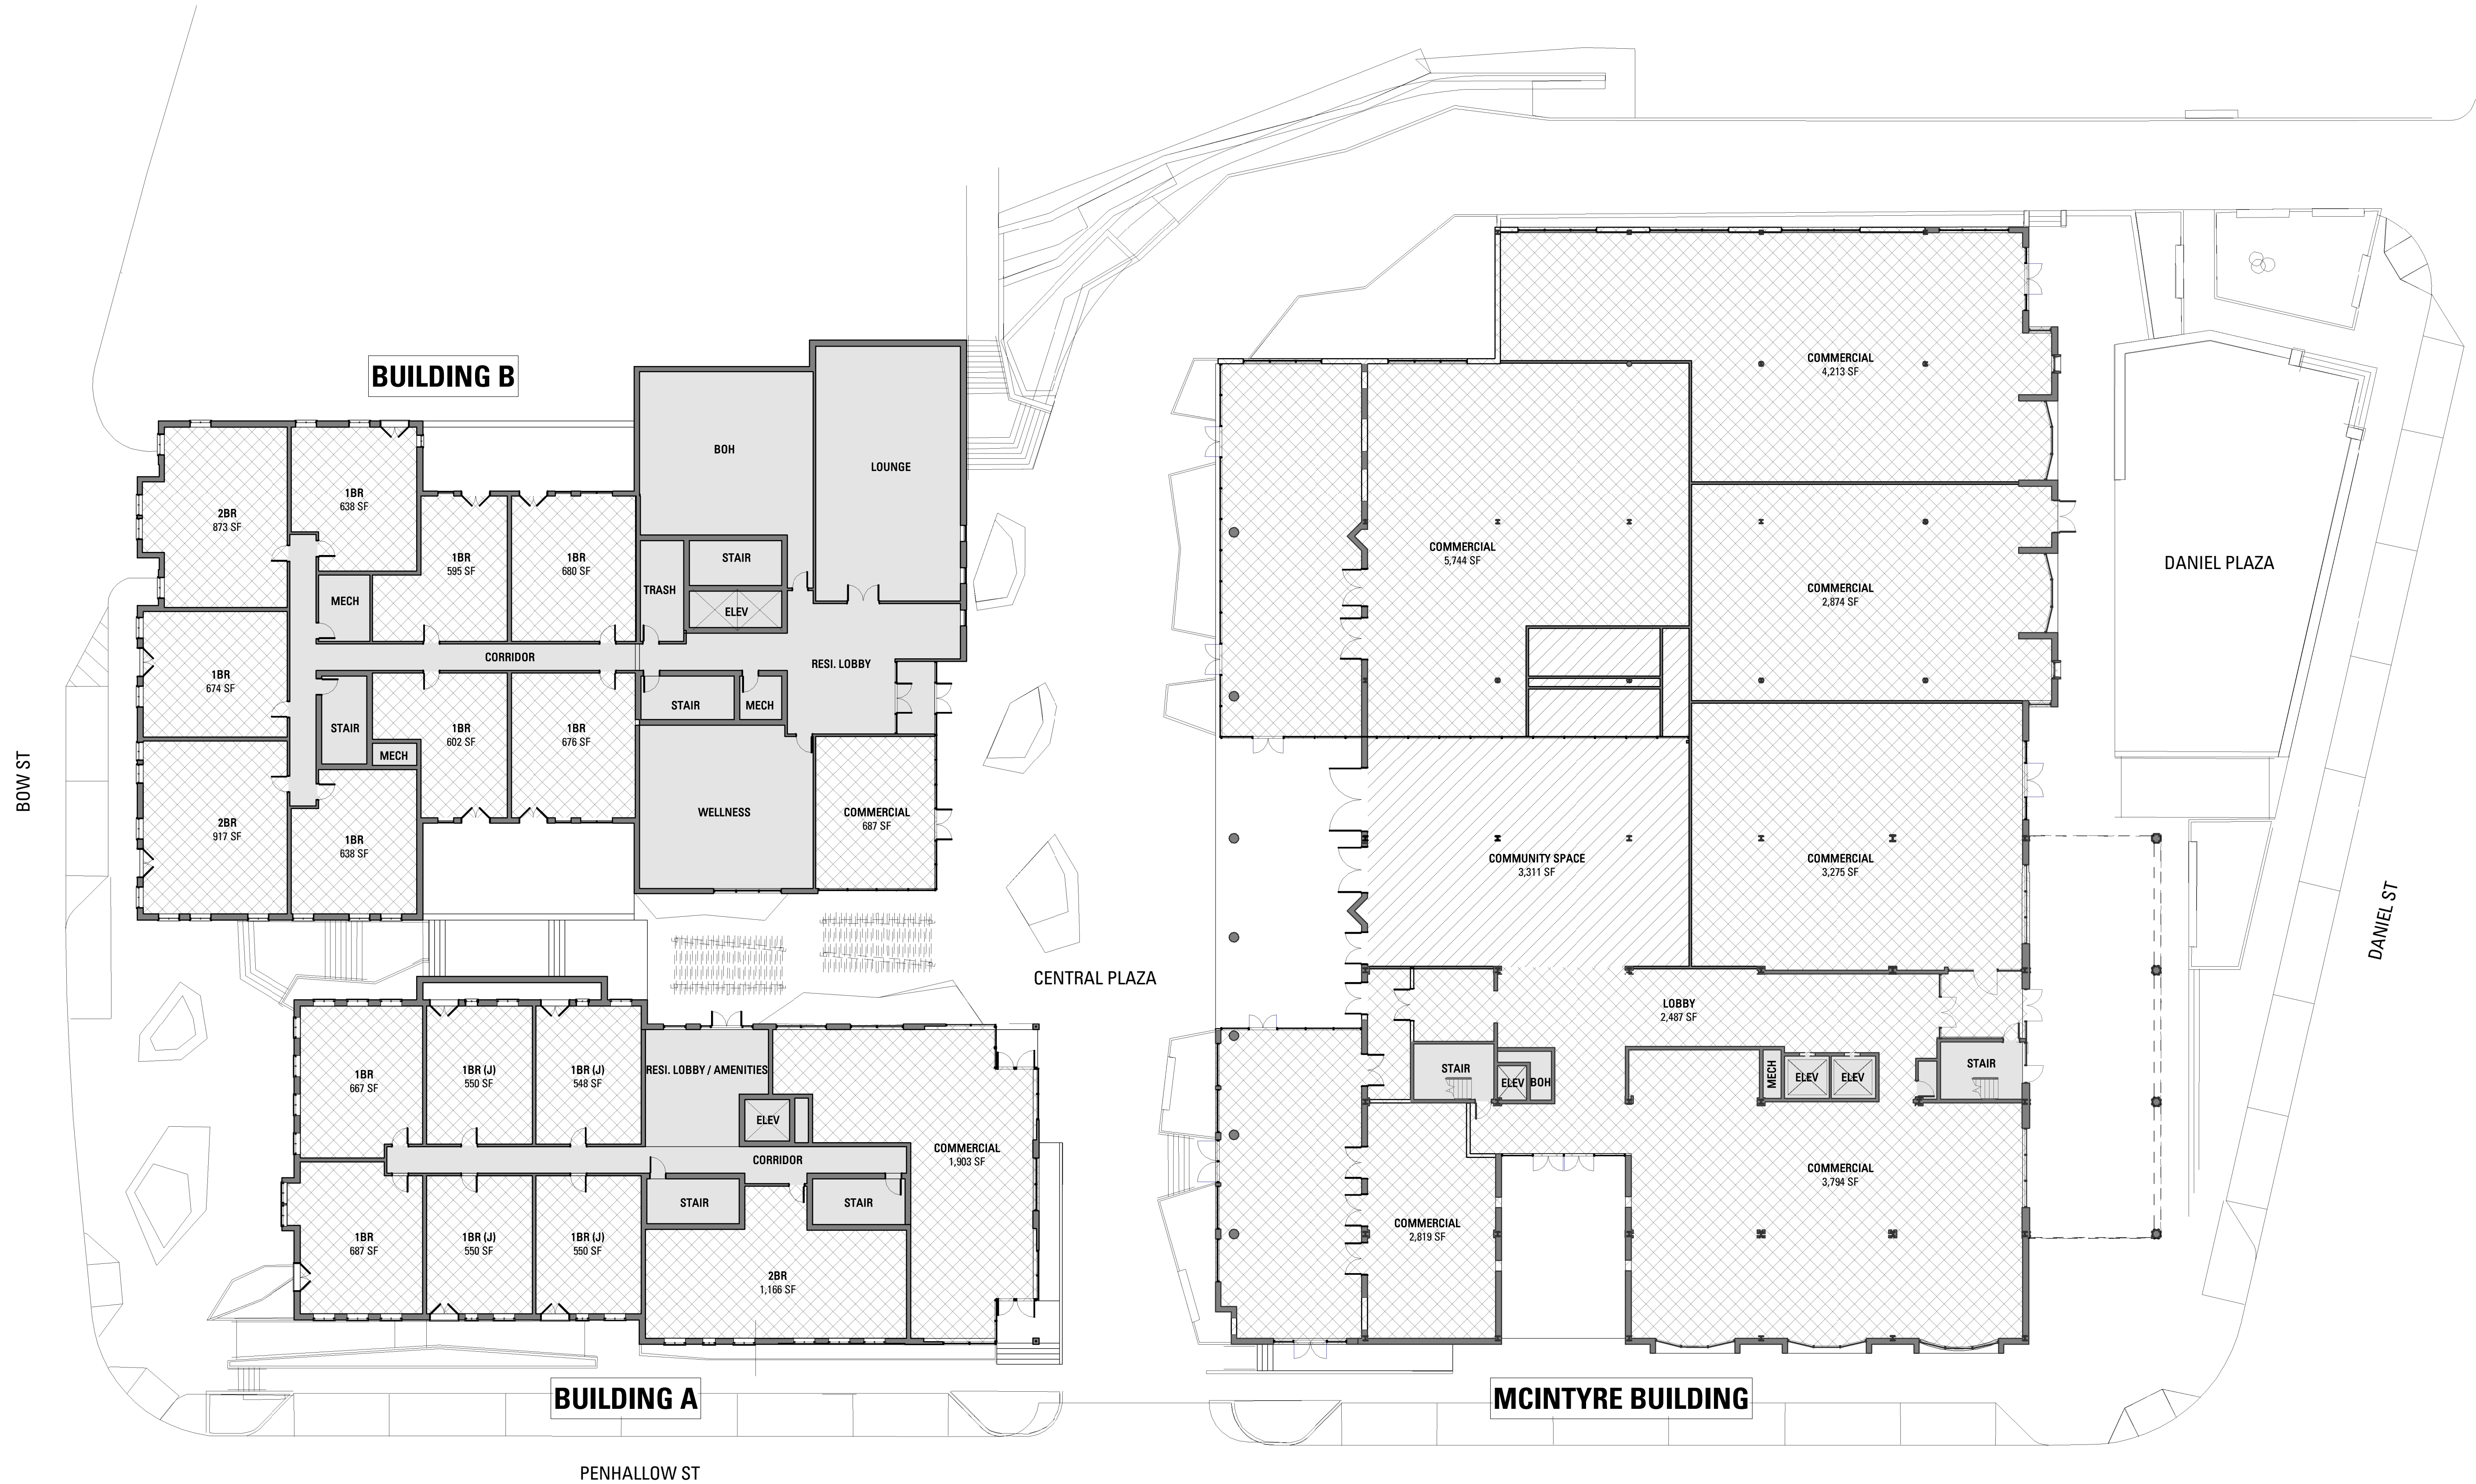 BUILDING B
BOH
LOUNGE
2BR
873 SF
1BR
638 SF
1BR
595 SF
1BR
680 SF
STAIR
TRASH
ELEV
MECH
CORRIDOR
RESI. LOBBY
1BR
674 SF
STAIR
1BR
602 SF
MECH
1BR
676 SF
STAIR
MECH
2BR
917 SF
1BR
638 SF
WELLNESS
COMMERCIAL
687 SF
BOW ST
CENTRAL PLAZA
1BR
667 SF
1BR (J)
550 SF
1BR (J)
548 SF
RESI. LOBBY / AMENITIES
ELEV
CORRIDOR
COMMERCIAL
1,903 SF
STAIR
STAIR
1BR
687 SF
1BR (J)
550 SF
1BR (J)
550 SF
2BR
1,166 SF
BUILDING A
PENHALLOW ST
COMMERCIAL
4,213 SF
COMMERCIAL
5,744 SF
COMMERCIAL
2,874 SF
DANIEL PLAZA
COMMUNITY SPACE
3,311 SF
COMMERCIAL
3,275 SF
DANIEL ST
LOBBY
2,487 SF
STAIR
ELEV
BOH
MECH
ELEV
ELEV
STAIR
COMMERCIAL
2,819 SF
COMMERCIAL
3,794 SF
MCINTYRE BUILDING